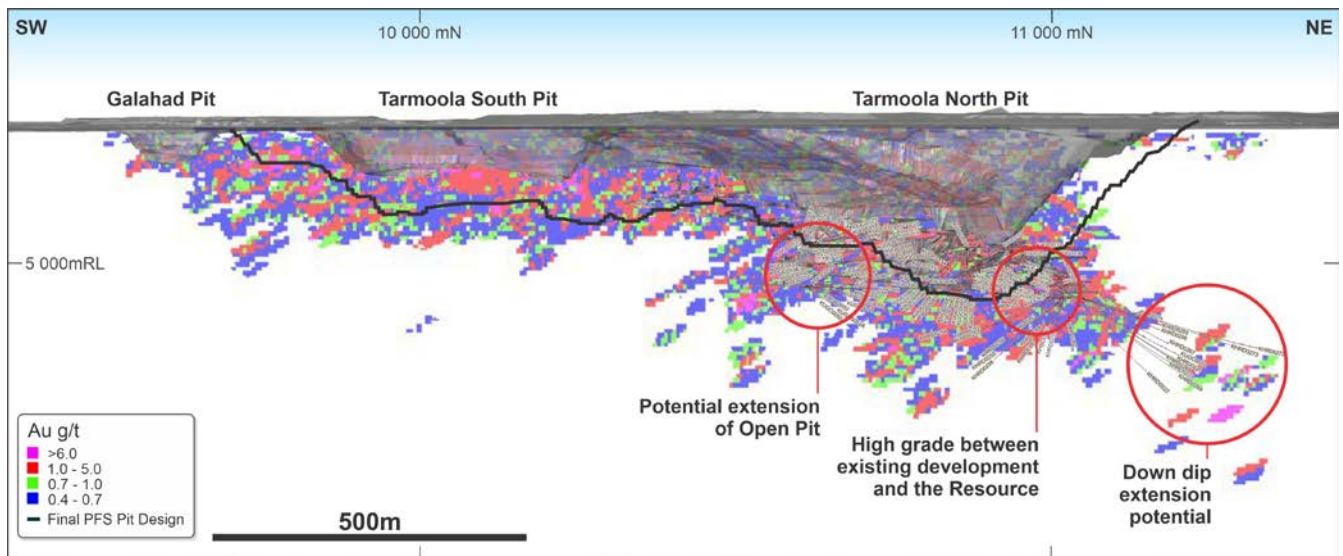 SW
10 000 mN
11 000 mN
NE
Galahad Pit
Tarmoola South Pit
Tarmoola North Pit
5 000mRL
Potential extension
of Open Pit
High grade between
existing development
and the Resource
Down dip
extension
potential
Au g/t
>6.0
1.0 - 5.0
0.7 - 1.0
0.4 - 0.7
Final PFS Pit Design
500m